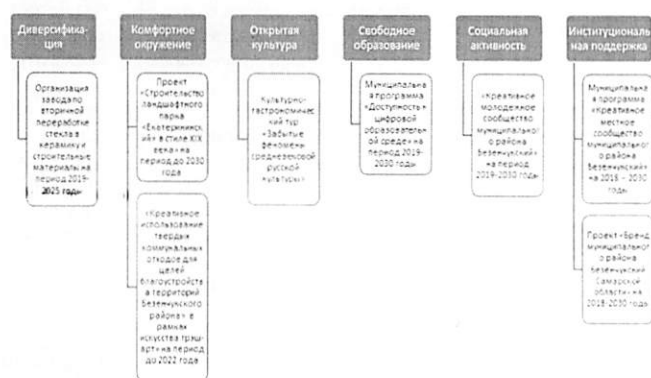 Диверсифика-
ция
Организация
завода по
вторичной
переработке
стекла в
керамику и
строительные
материалы на
период 2019-
2025 годы
Комфортное
окружение
Проект
«Строительство
ландшафтного
парка
«Екатерининск
ий» в стиле XIX
века» на
период до 2030
года
«Креативное
использование
твердых
коммунальных
отходов для
целей
благоустройств
а территорий
Безенчукского
района» в
рамках
искусства трэш-
арт» на период
до 2022 года
Открытая
культура
Культурно-
гастрономичес
кий тур
«Забытые
феномены
средневековой
русской
культуры»
Свободное
образование
Муниципальна
я программа
«Доступность
цифровой
образователь
ной среды» на
период 2019-
2030 годы
Социальная
активность
«Креативное
молодежное
сообщество
муниципальног
о района
Безенчукский»
на период
2019-2030 годы
Институциональ
ная поддержка
Муниципальна
я программа
«Креативное
местное
сообщество
муниципальног
о района
Безенчукский»
на 2018 - 2030
годы
Проект «Бренд
муниципальног
о района
Безенчукский
Самарской
области» на
2018-2030 годы